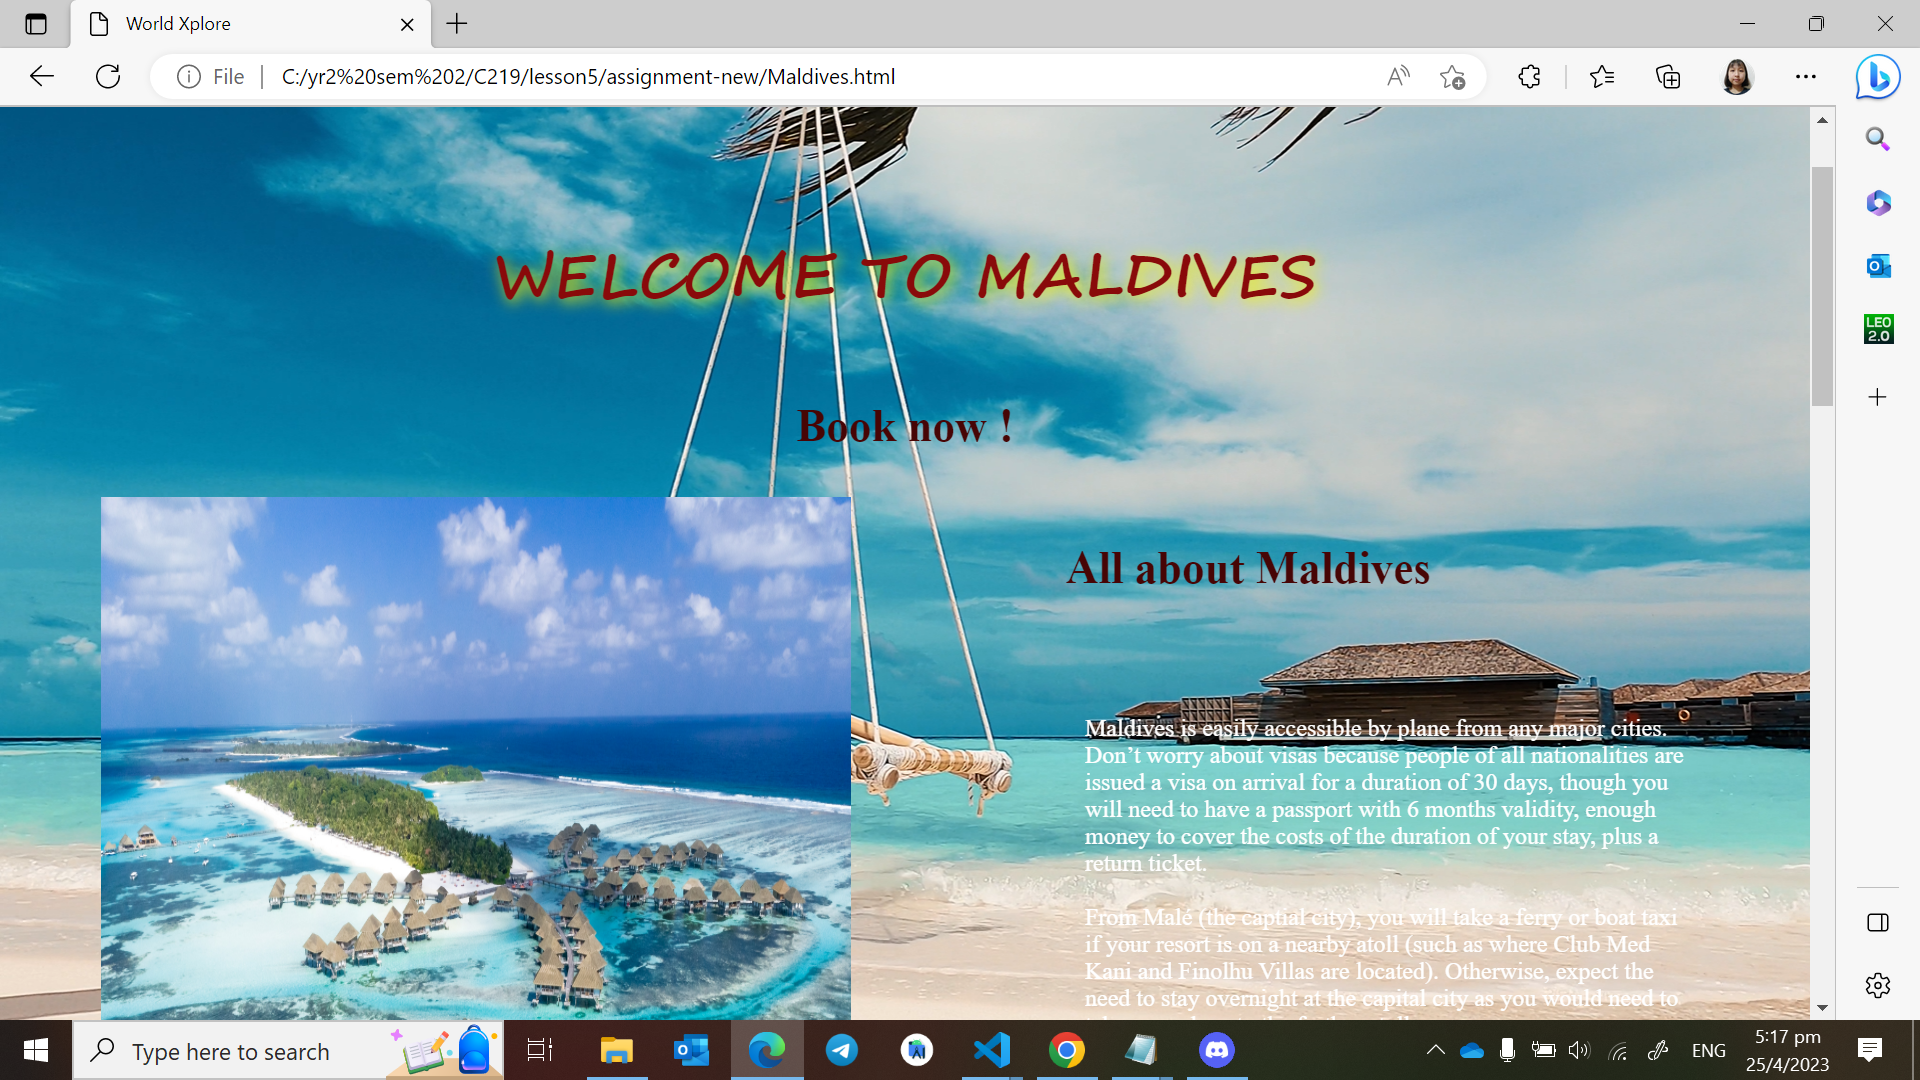 World Xplore
File
C:/yr2%20sem%202/C219/lesson5/assignment-new/Maldives.html
LEO
2.0
WELCOME TO MALDIVES
Book now !
All about Maldives
Maldives is easily accessible by plane from any major cities.
Don’t worry about visas because people of all nationalities are
issued a visa on arrival for a duration of 30 days, though you
will need to have a passport with 6 months validity, enough
money to cover the costs of the duration of your stay, plus a
return ticket.
From Malé (the captial city), you will take a ferry or boat taxi
if your resort is on a nearby atoll (such as where Club Med
Kani and Finolhu Villas are located). Otherwise, expect the
need to stay overnight at the capital city as you would need to
Type here to search
ENG
5:17 pm
25/4/2023